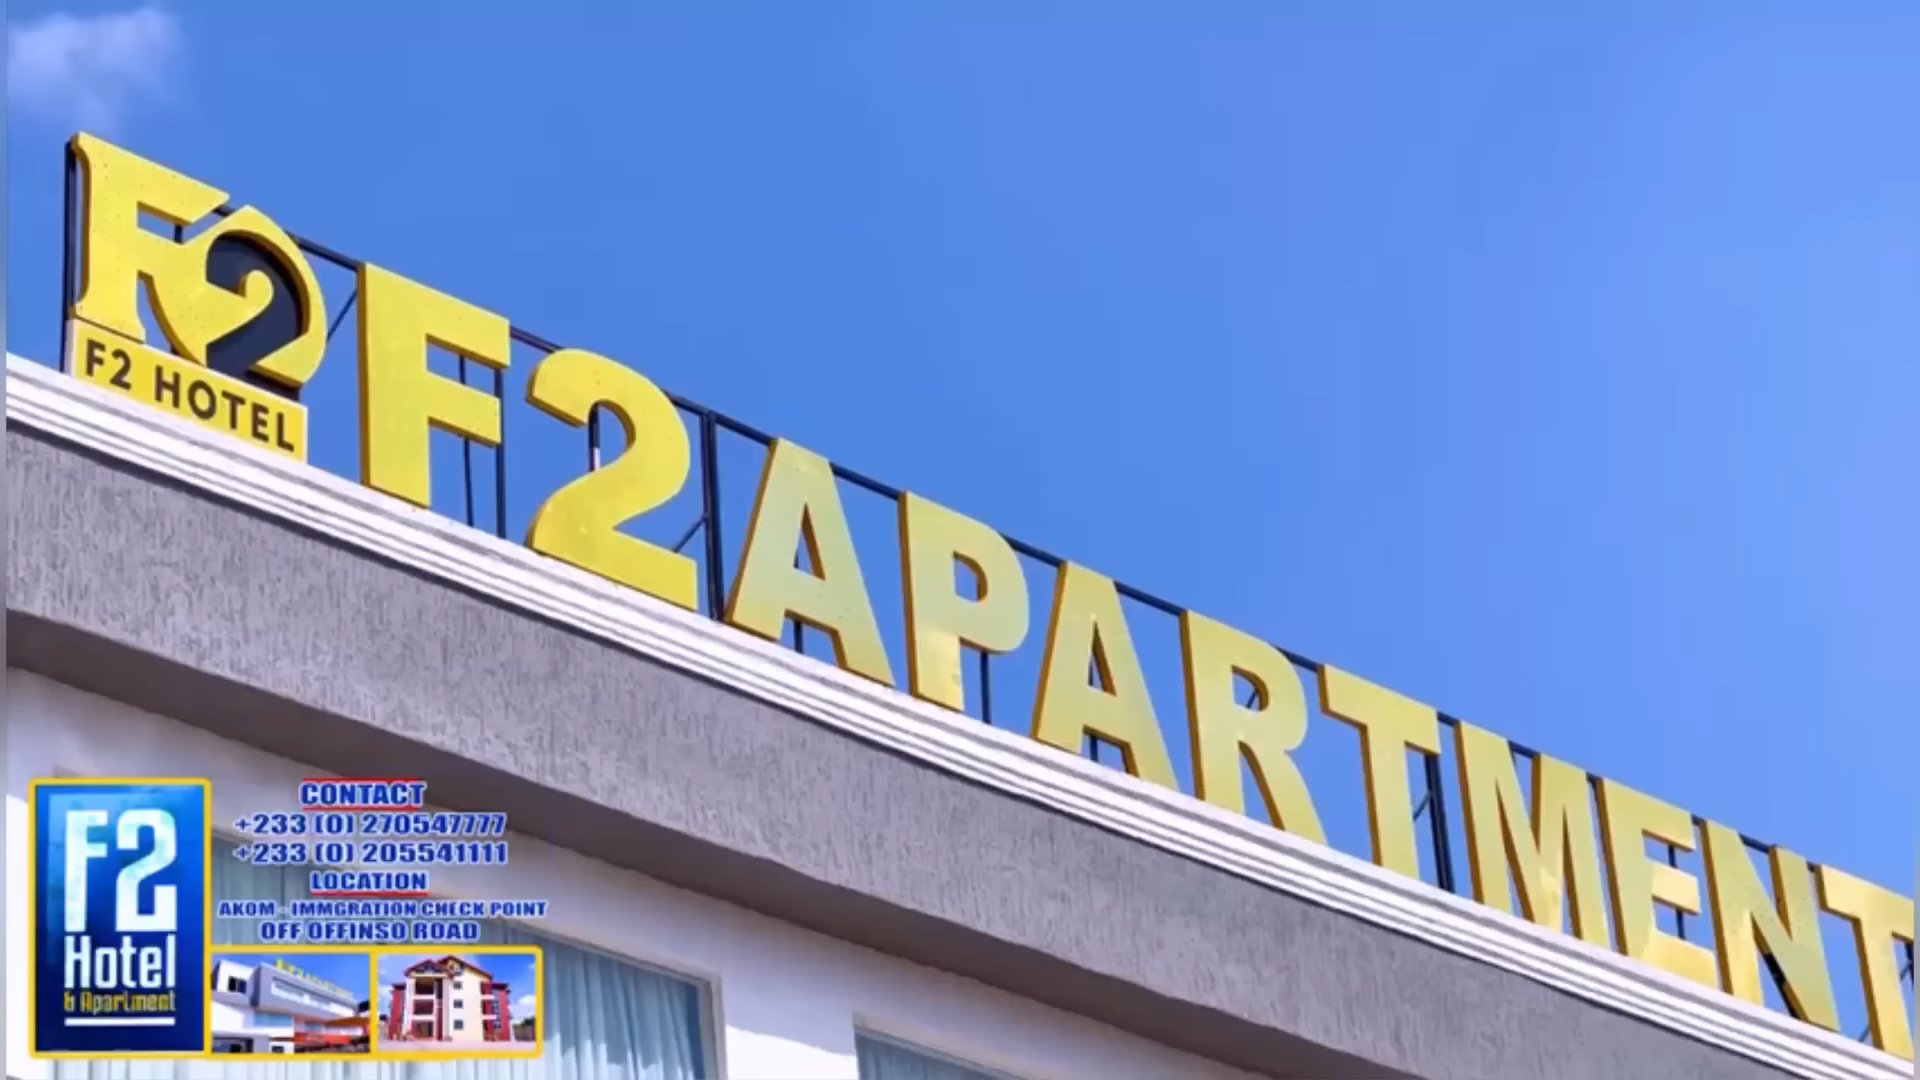 F2
F2 HOTEL
F2 APARTMENT
F2
Hotel
& Apartment
CONTACT
+233 (0) 270547777
+233 (0) 205541111
LOCATION
AKOM - IMMGRATION CHECK POINT
OFF OFFINSO ROAD